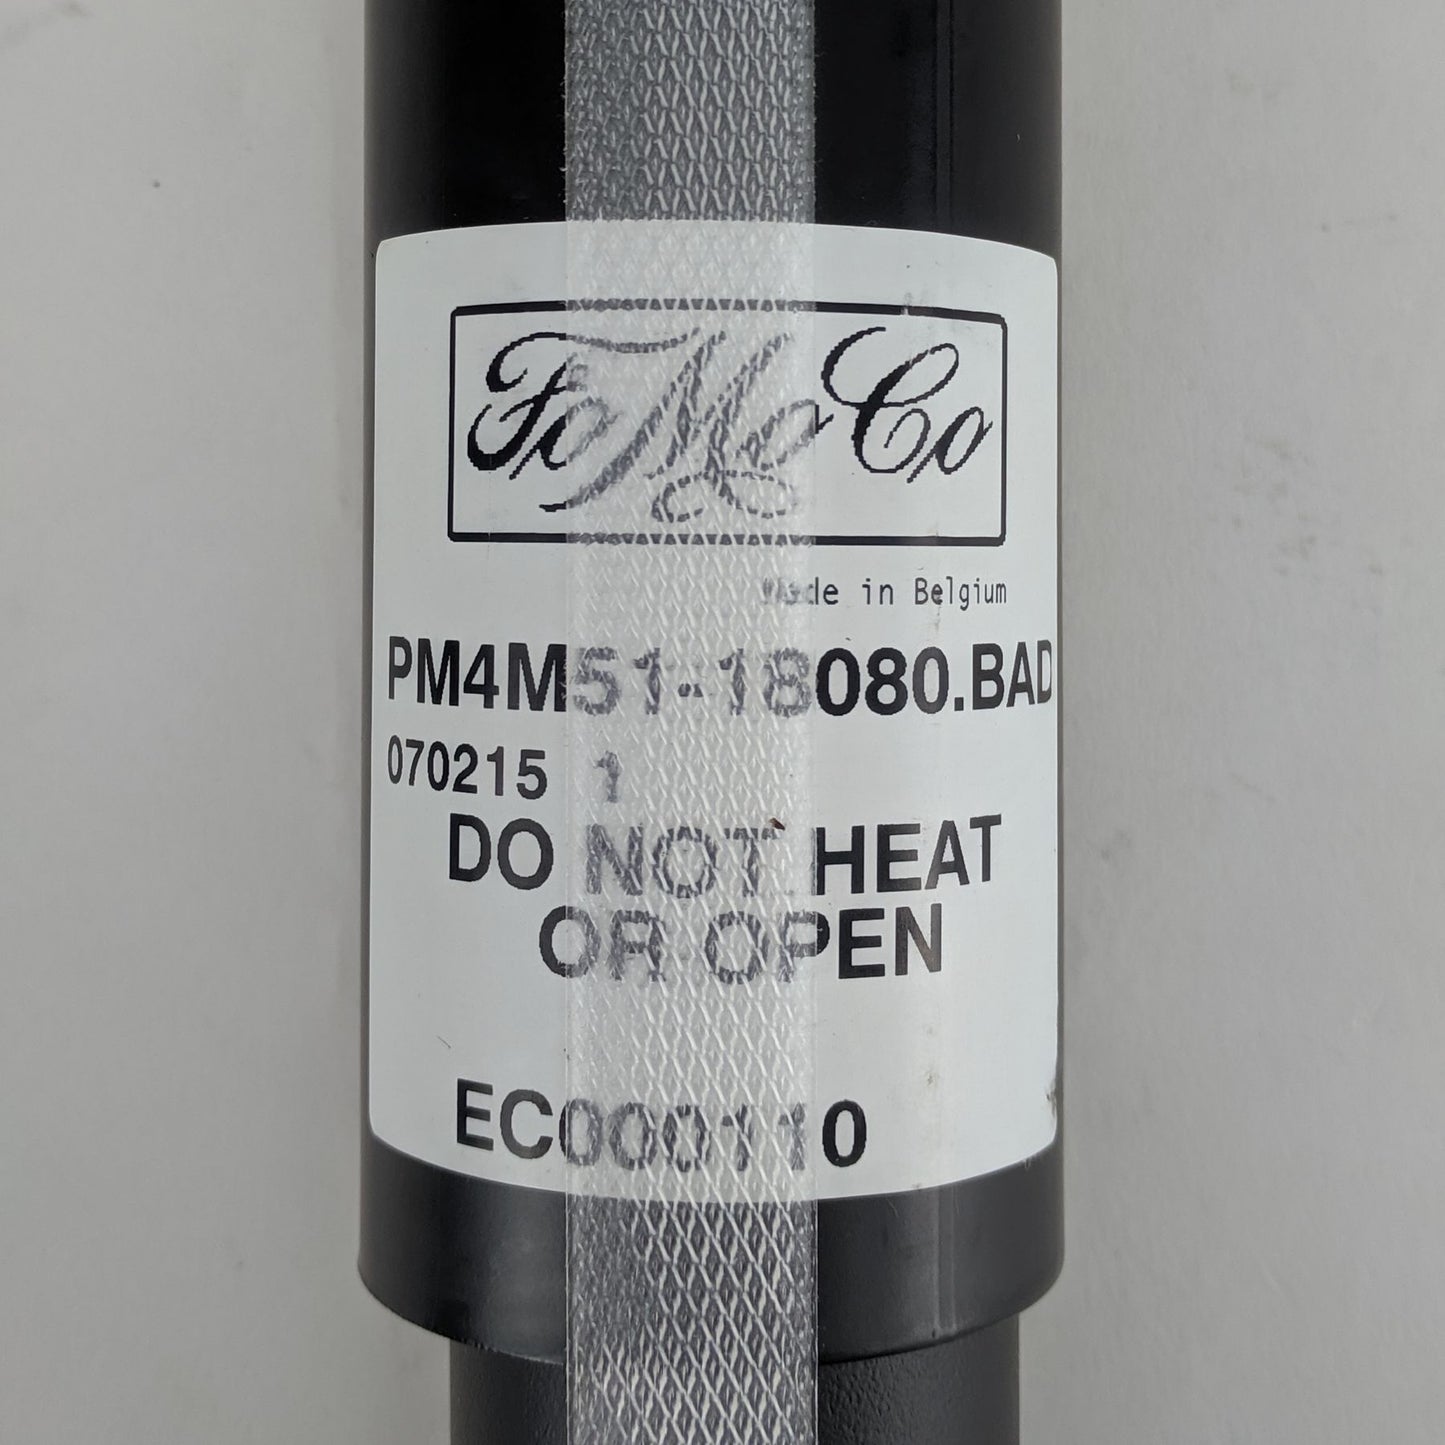 FoMoCo
Made in Belgium
PM4M51-18080.BAD
070215 1
DO NOT HEAT
OR OPEN
EC000110